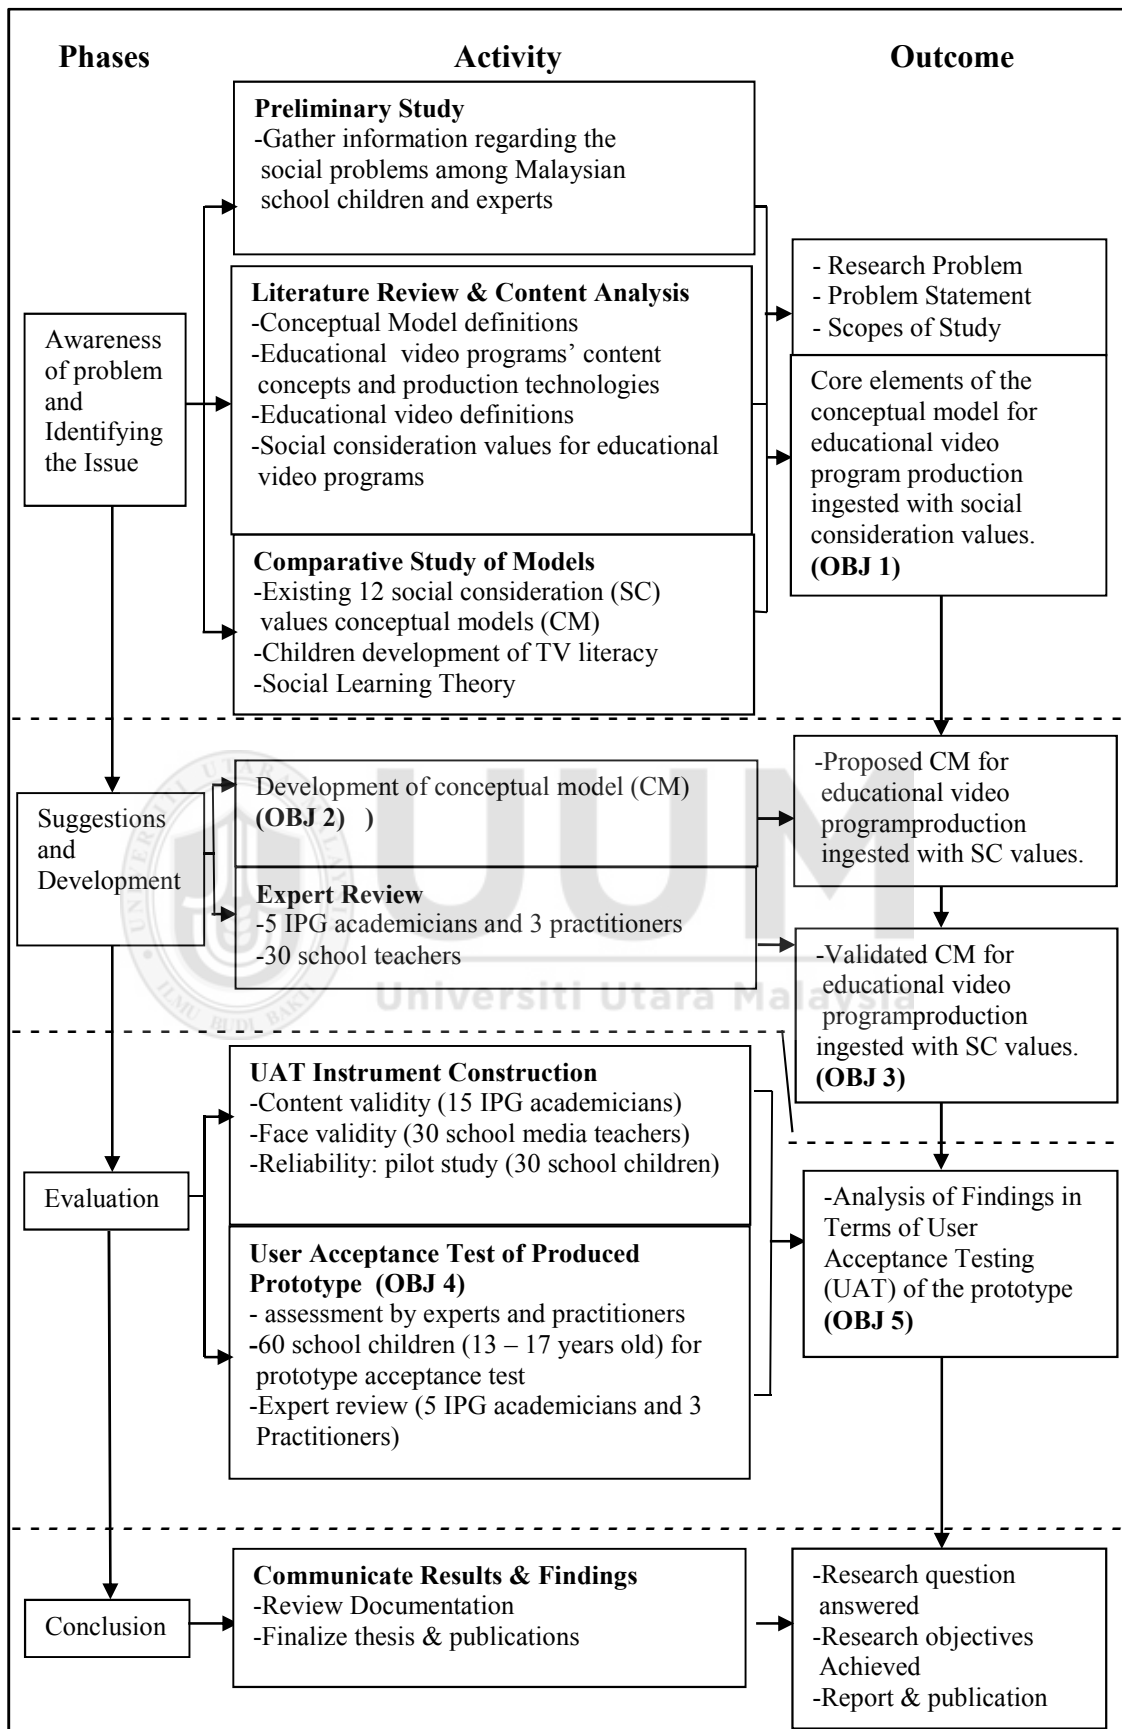 Phases
Activity
Outcome
Preliminary Study
-Gather information regarding the
social problems among Malaysian
school children and experts
Literature Review & Content Analysis
-Conceptual Model definitions
-Educational  video programs’ content
concepts and production technologies
-Educational video definitions
-Social consideration values for educational
video programs
Comparative Study of Models
-Existing 12 social consideration (SC)
values conceptual models (CM)
-Children development of TV literacy
-Social Learning Theory
Awareness
of problem
and
Identifying
the Issue
- Research Problem
- Problem Statement
- Scopes of Study
Core elements of the
conceptual model for
educational video
program production
ingested with social
consideration values.
(OBJ 1)
Suggestions
and
Development
Development of conceptual model (CM)
(OBJ 2)   )
Expert Review
-5 IPG academicians and 3 practitioners
-30 school teachers
-Proposed CM for
educational video
programproduction
ingested with SC values.
-Validated CM for
educational video
programproduction
ingested with SC values.
(OBJ 3)
UNIVERSITI UTARA MALAYSIA
ILMU BUDI BAKTI
UUM
Universiti Utara Malaysia
Evaluation
UAT Instrument Construction
-Content validity (15 IPG academicians)
-Face validity (30 school media teachers)
-Reliability: pilot study (30 school children)
User Acceptance Test of Produced
Prototype  (OBJ 4)
- assessment by experts and practitioners
-60 school children (13 – 17 years old) for
prototype acceptance test
-Expert review (5 IPG academicians and 3
Practitioners)
-Analysis of Findings in
Terms of User
Acceptance Testing
(UAT) of the prototype
(OBJ 5)
Conclusion
Communicate Results & Findings
-Review Documentation
-Finalize thesis & publications
-Research question
answered
-Research objectives
Achieved
-Report & publication